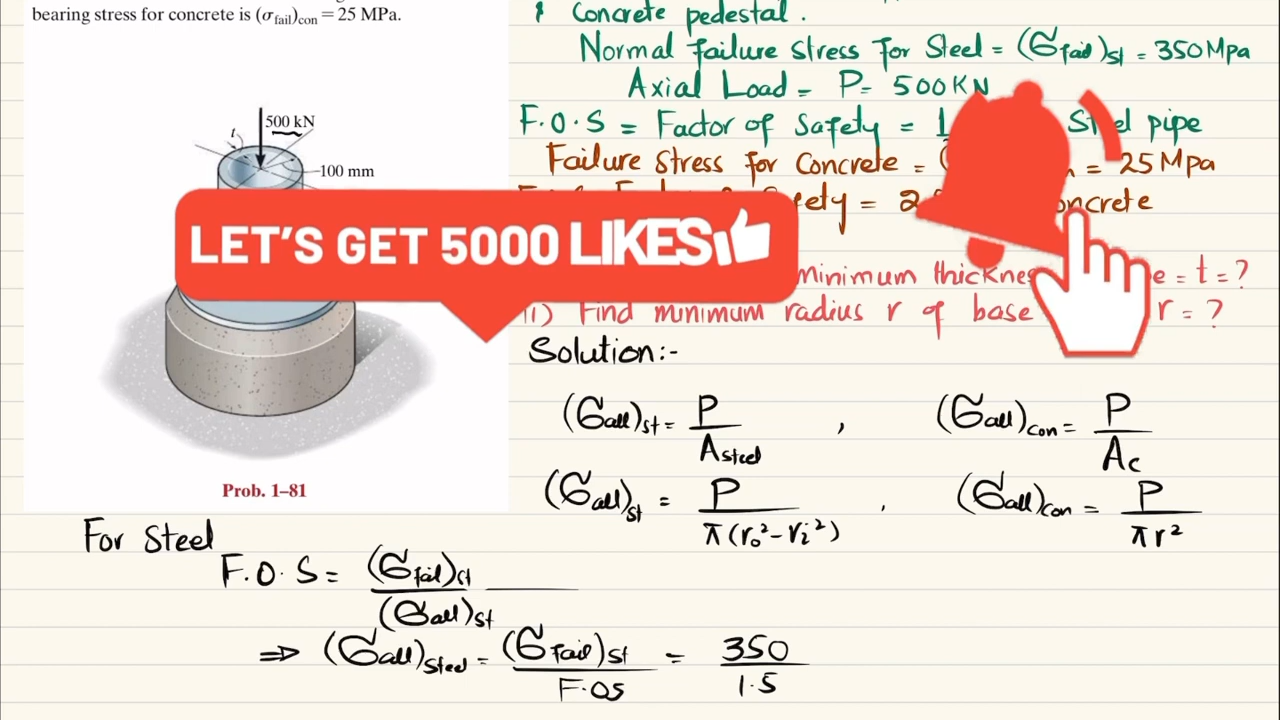 bearing stress for concrete is (σfail)con = 25 MPa.
t
500 kN
100 mm
Prob. 1–81
Concrete pedestal.
Normal failure stress for Steel = (σfail)st = 350 Mpa
Axial Load = P = 500 KN
F.O.S = Factor of Safety = 1 Steel pipe
Failure Stress for Concrete = ( = 25 MPa
= 2 Concrete
LET'S GET 5000 LIKES
minimum t = ?
ii) Find minimum radius r of base r = ?
Solution:-
(σall)st = P / Asteel , (σall)con = P / Ac
(σall)st = P / π(ro² - ri²) , (σall)con = P / πr²
For Steel
F.O.S = (σfail)st / (σall)st
⇒ (σall)steel = (σfail)st / F.OS = 350 / 1.5